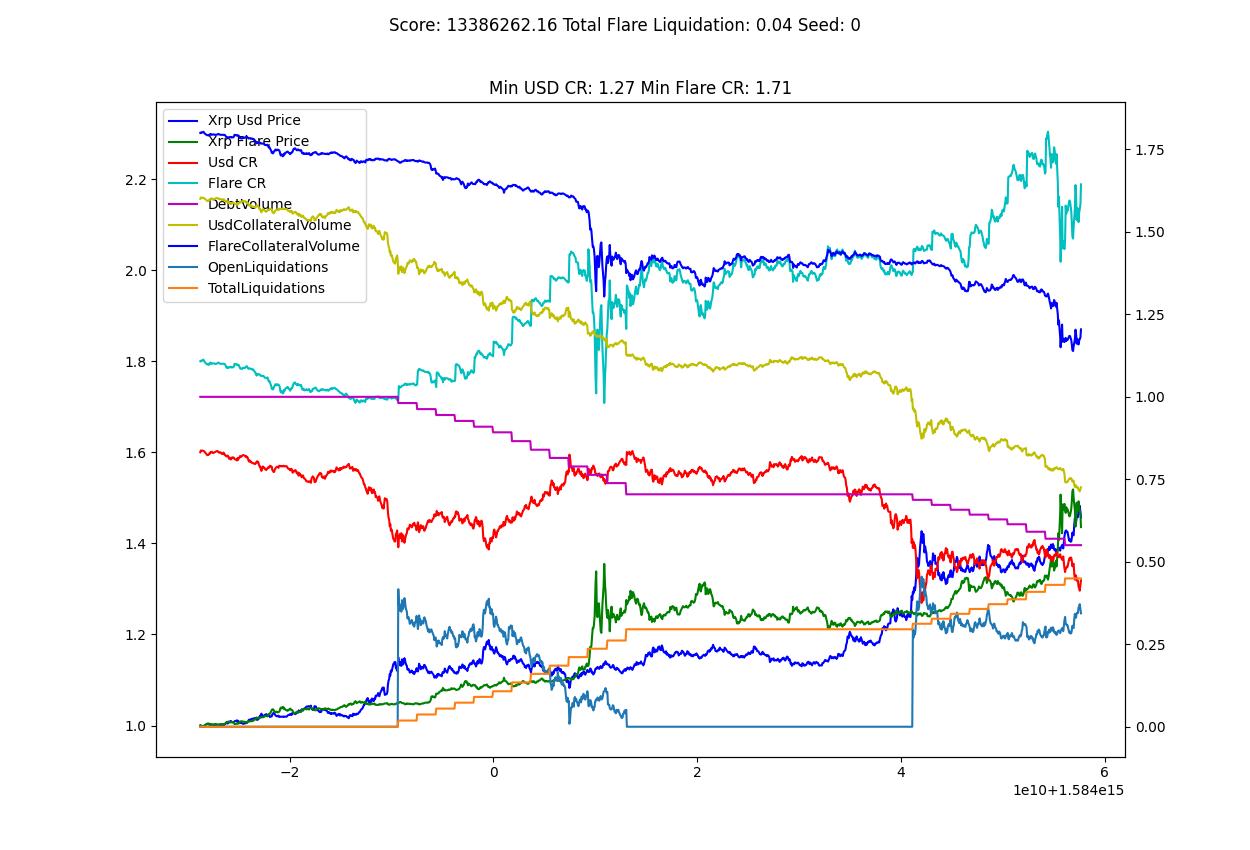 Score: 13386262.16 Total Flare Liquidation: 0.04 Seed: 0
Min USD CR: 1.27 Min Flare CR: 1.71
Xrp Usd Price
Xrp Flare Price
Usd CR
Flare CR
DebtVolume
UsdCollateralVolume
FlareCollateralVolume
OpenLiquidations
TotalLiquidations
2.2
2.0
1.8
1.6
1.4
1.2
1.0
1.75
1.50
1.25
1.00
0.75
0.50
0.25
0.00
−2
0
2
4
6
1e10+1.584e15